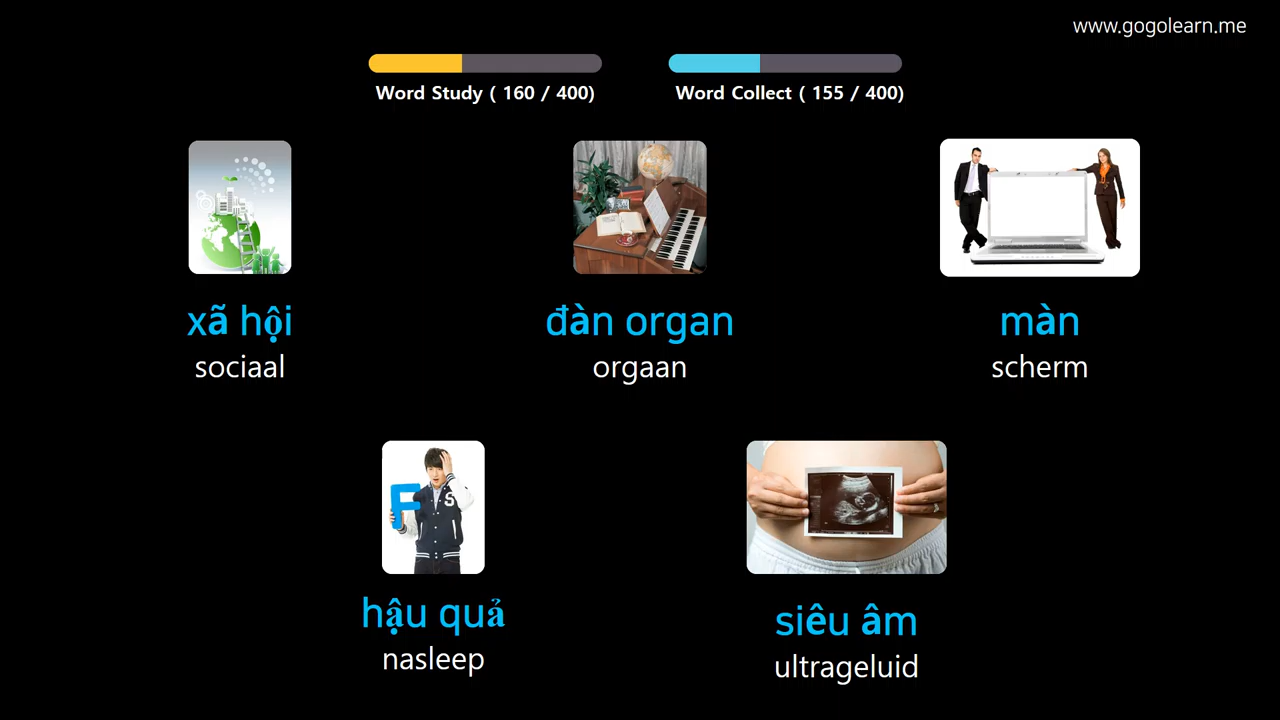 www.gogolearn.me
Word Study ( 160 / 400)
Word Collect ( 155 / 400)
xã hội
sociaal
đàn organ
orgaan
màn
scherm
F
S
hậu quả
nasleep
siêu âm
ultrageluid